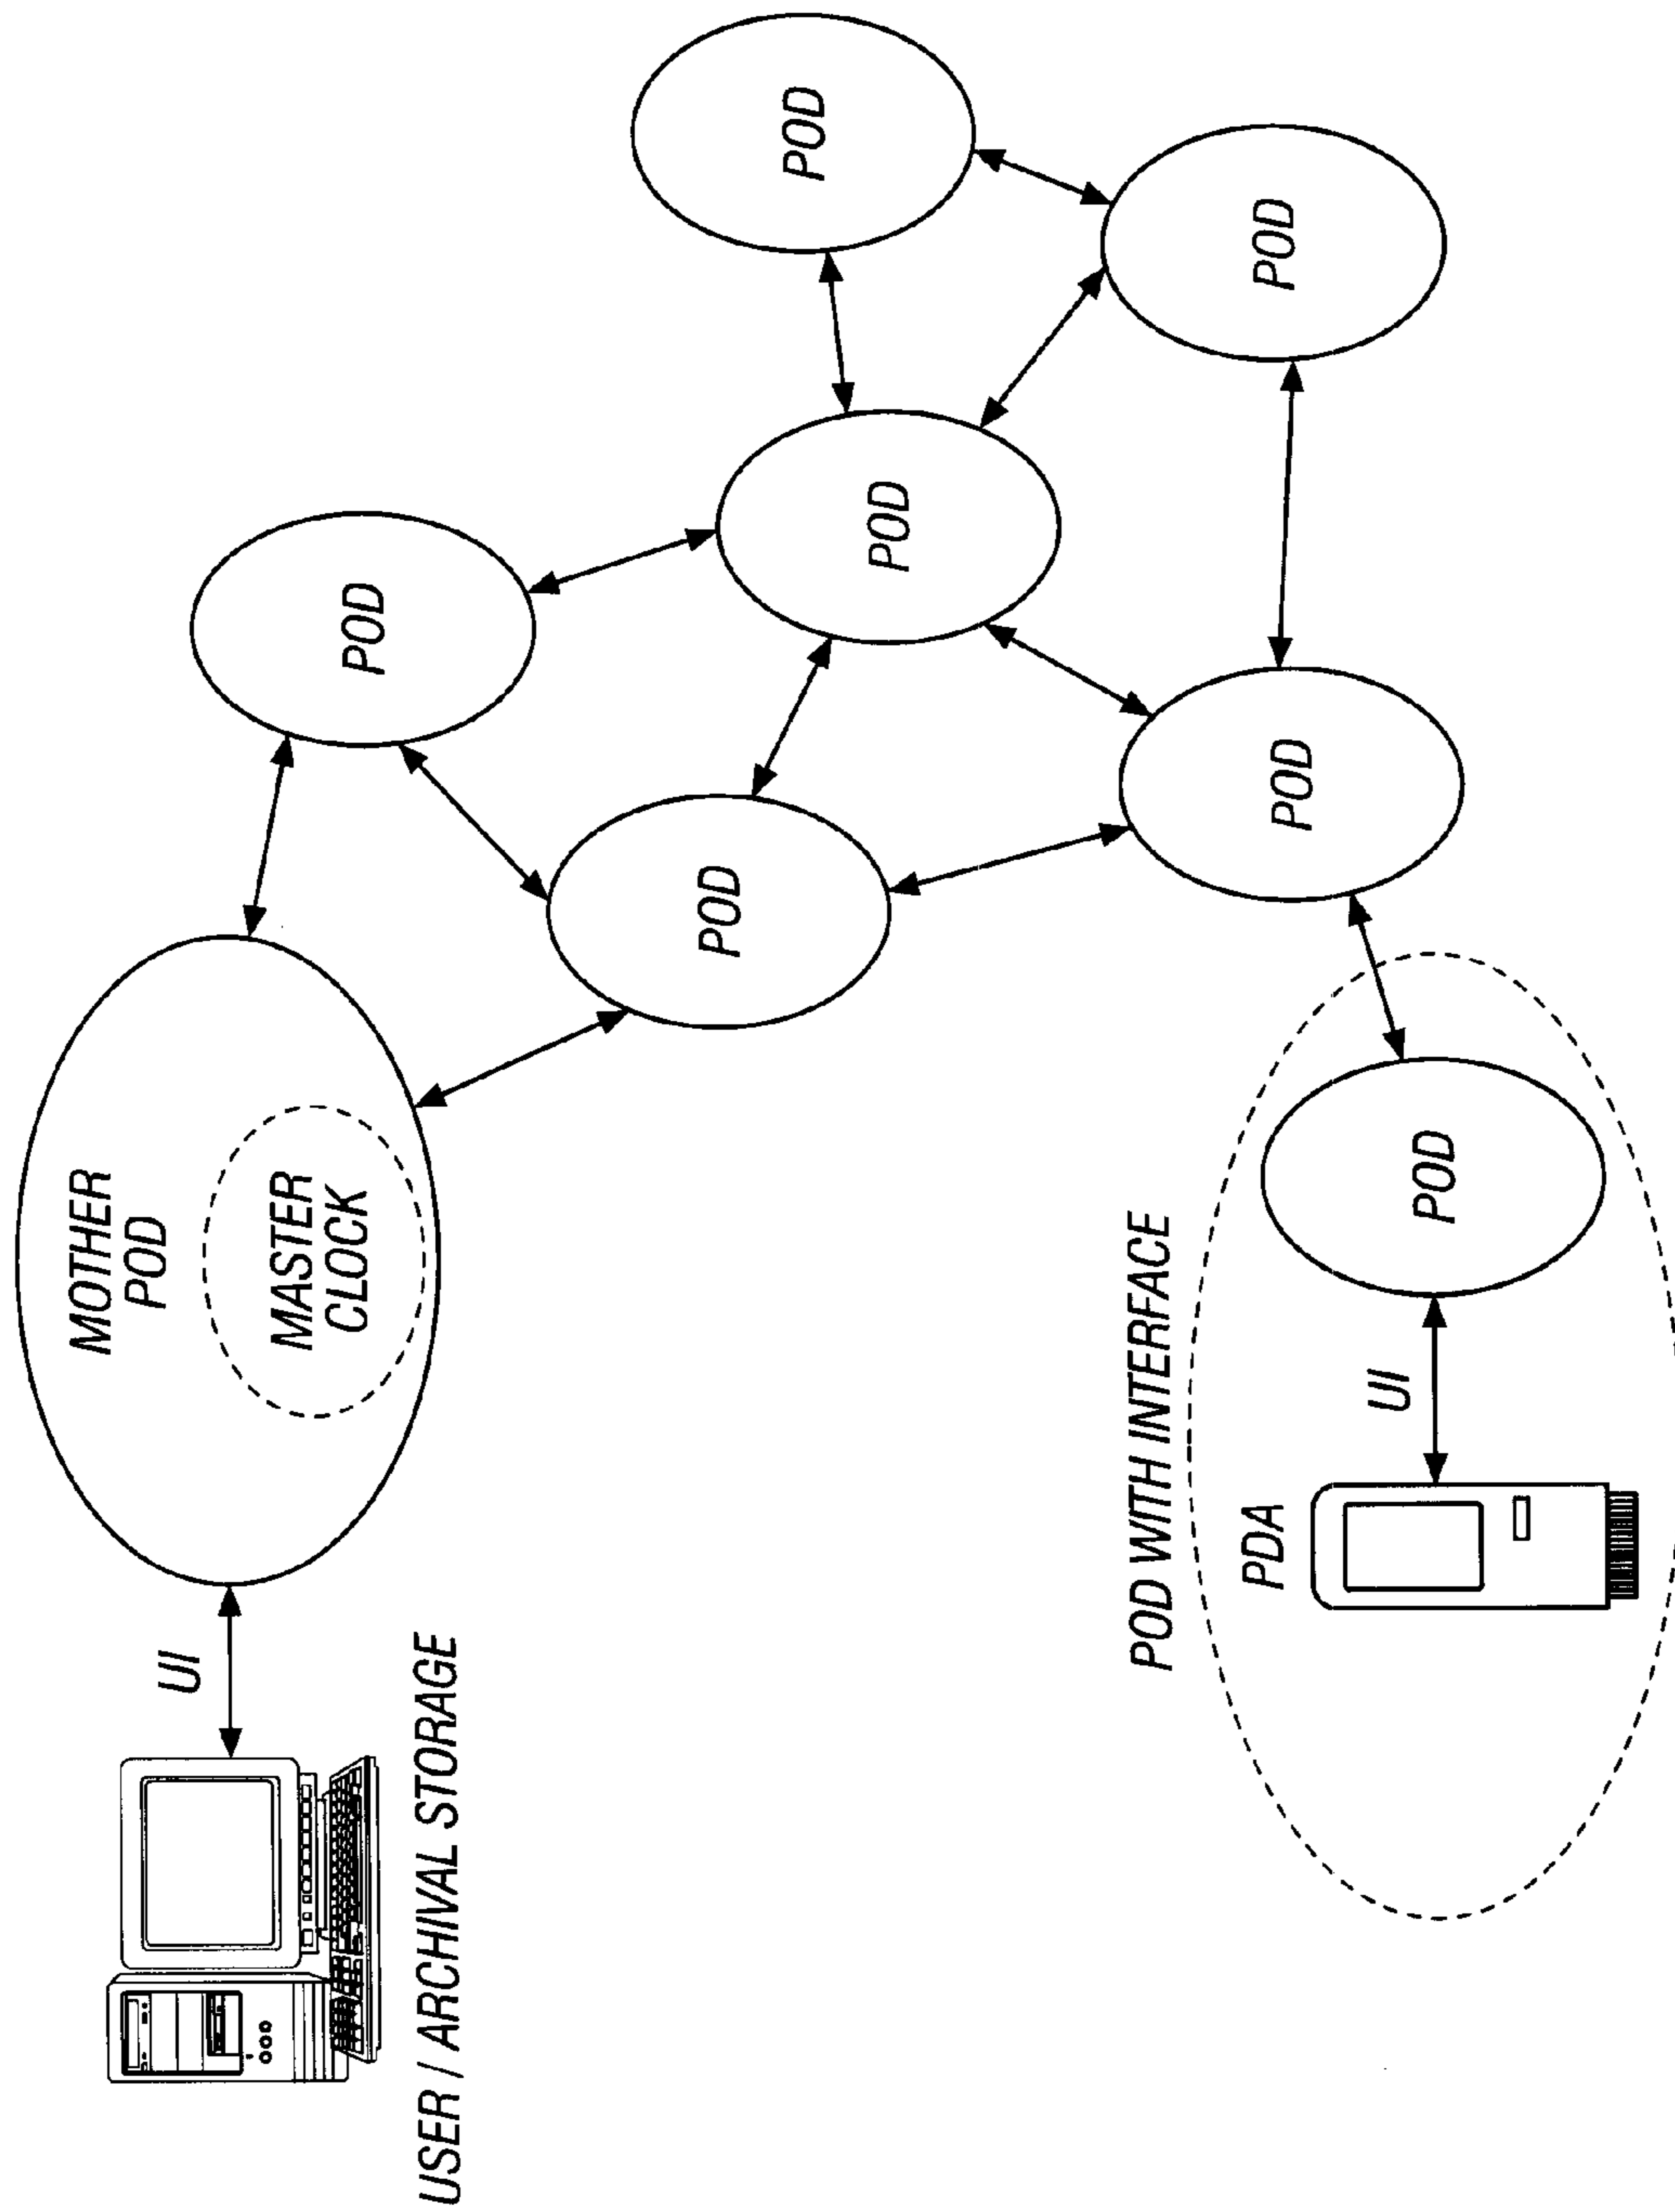 USER / ARCHIVAL STORAGE
UI
MOTHER
POD
MASTER
CLOCK
POD
POD
POD
POD
POD
POD
POD WITH INTERFACE
PDA
UI
POD